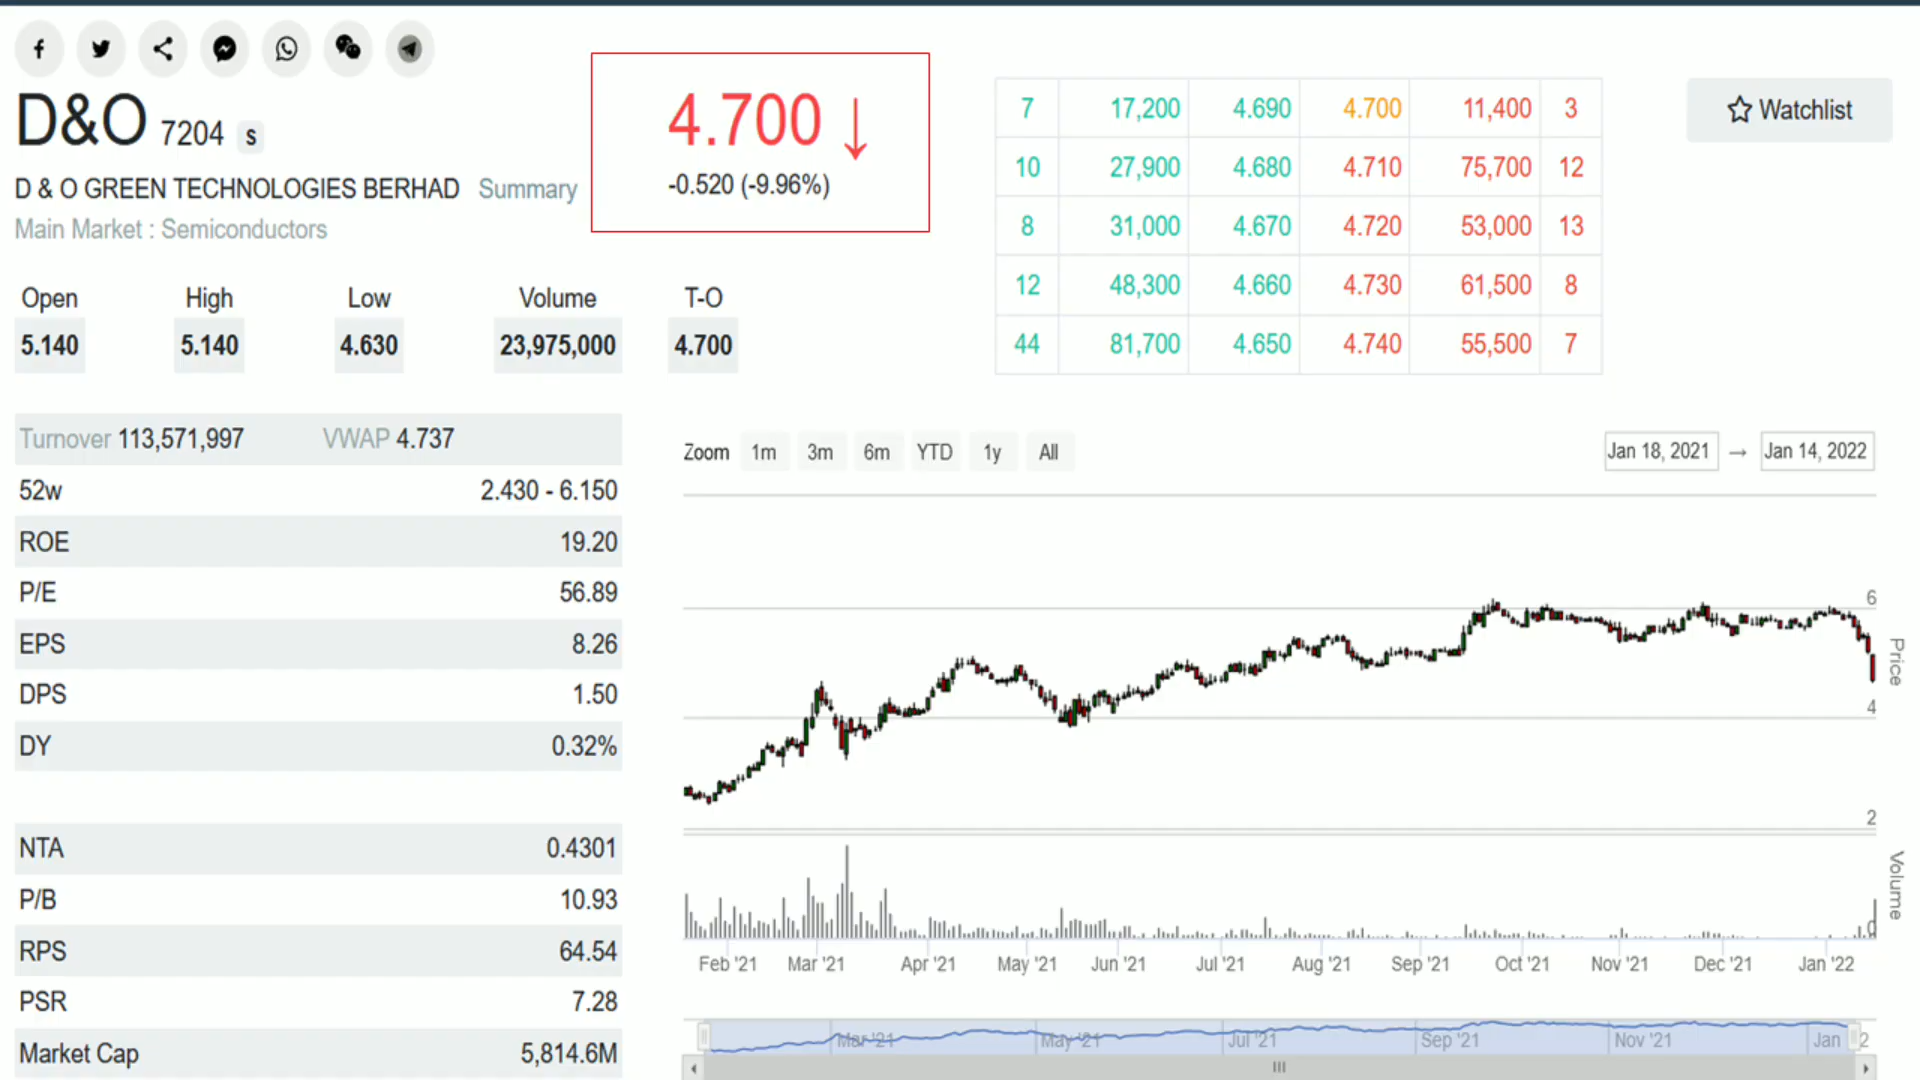 D&O 7204 S
D & O GREEN TECHNOLOGIES BERHAD Summary
Main Market : Semiconductors
4.700 ↓
-0.520 (-9.96%)
7 17,200 4.690 4.700 11,400 3
10 27,900 4.680 4.710 75,700 12
8 31,000 4.670 4.720 53,000 13
12 48,300 4.660 4.730 61,500 8
44 81,700 4.650 4.740 55,500 7
Watchlist
Open High Low Volume T-O
5.140 5.140 4.630 23,975,000 4.700
Turnover 113,571,997 VWAP 4.737
52w 2.430 - 6.150
ROE 19.20
P/E 56.89
EPS 8.26
DPS 1.50
DY 0.32%
NTA 0.4301
P/B 10.93
RPS 64.54
PSR 7.28
Market Cap 5,814.6M
Zoom 1m 3m 6m YTD 1y All
Jan 18, 2021 → Jan 14, 2022
6
Price
4
2
Volume
0
Feb '21 Mar '21 Apr '21 May '21 Jun '21 Jul '21 Aug '21 Sep '21 Oct '21 Nov '21 Dec '21 Jan '22
Mar '21 May '21 Jul '21 Sep '21 Nov '21 Jan 2